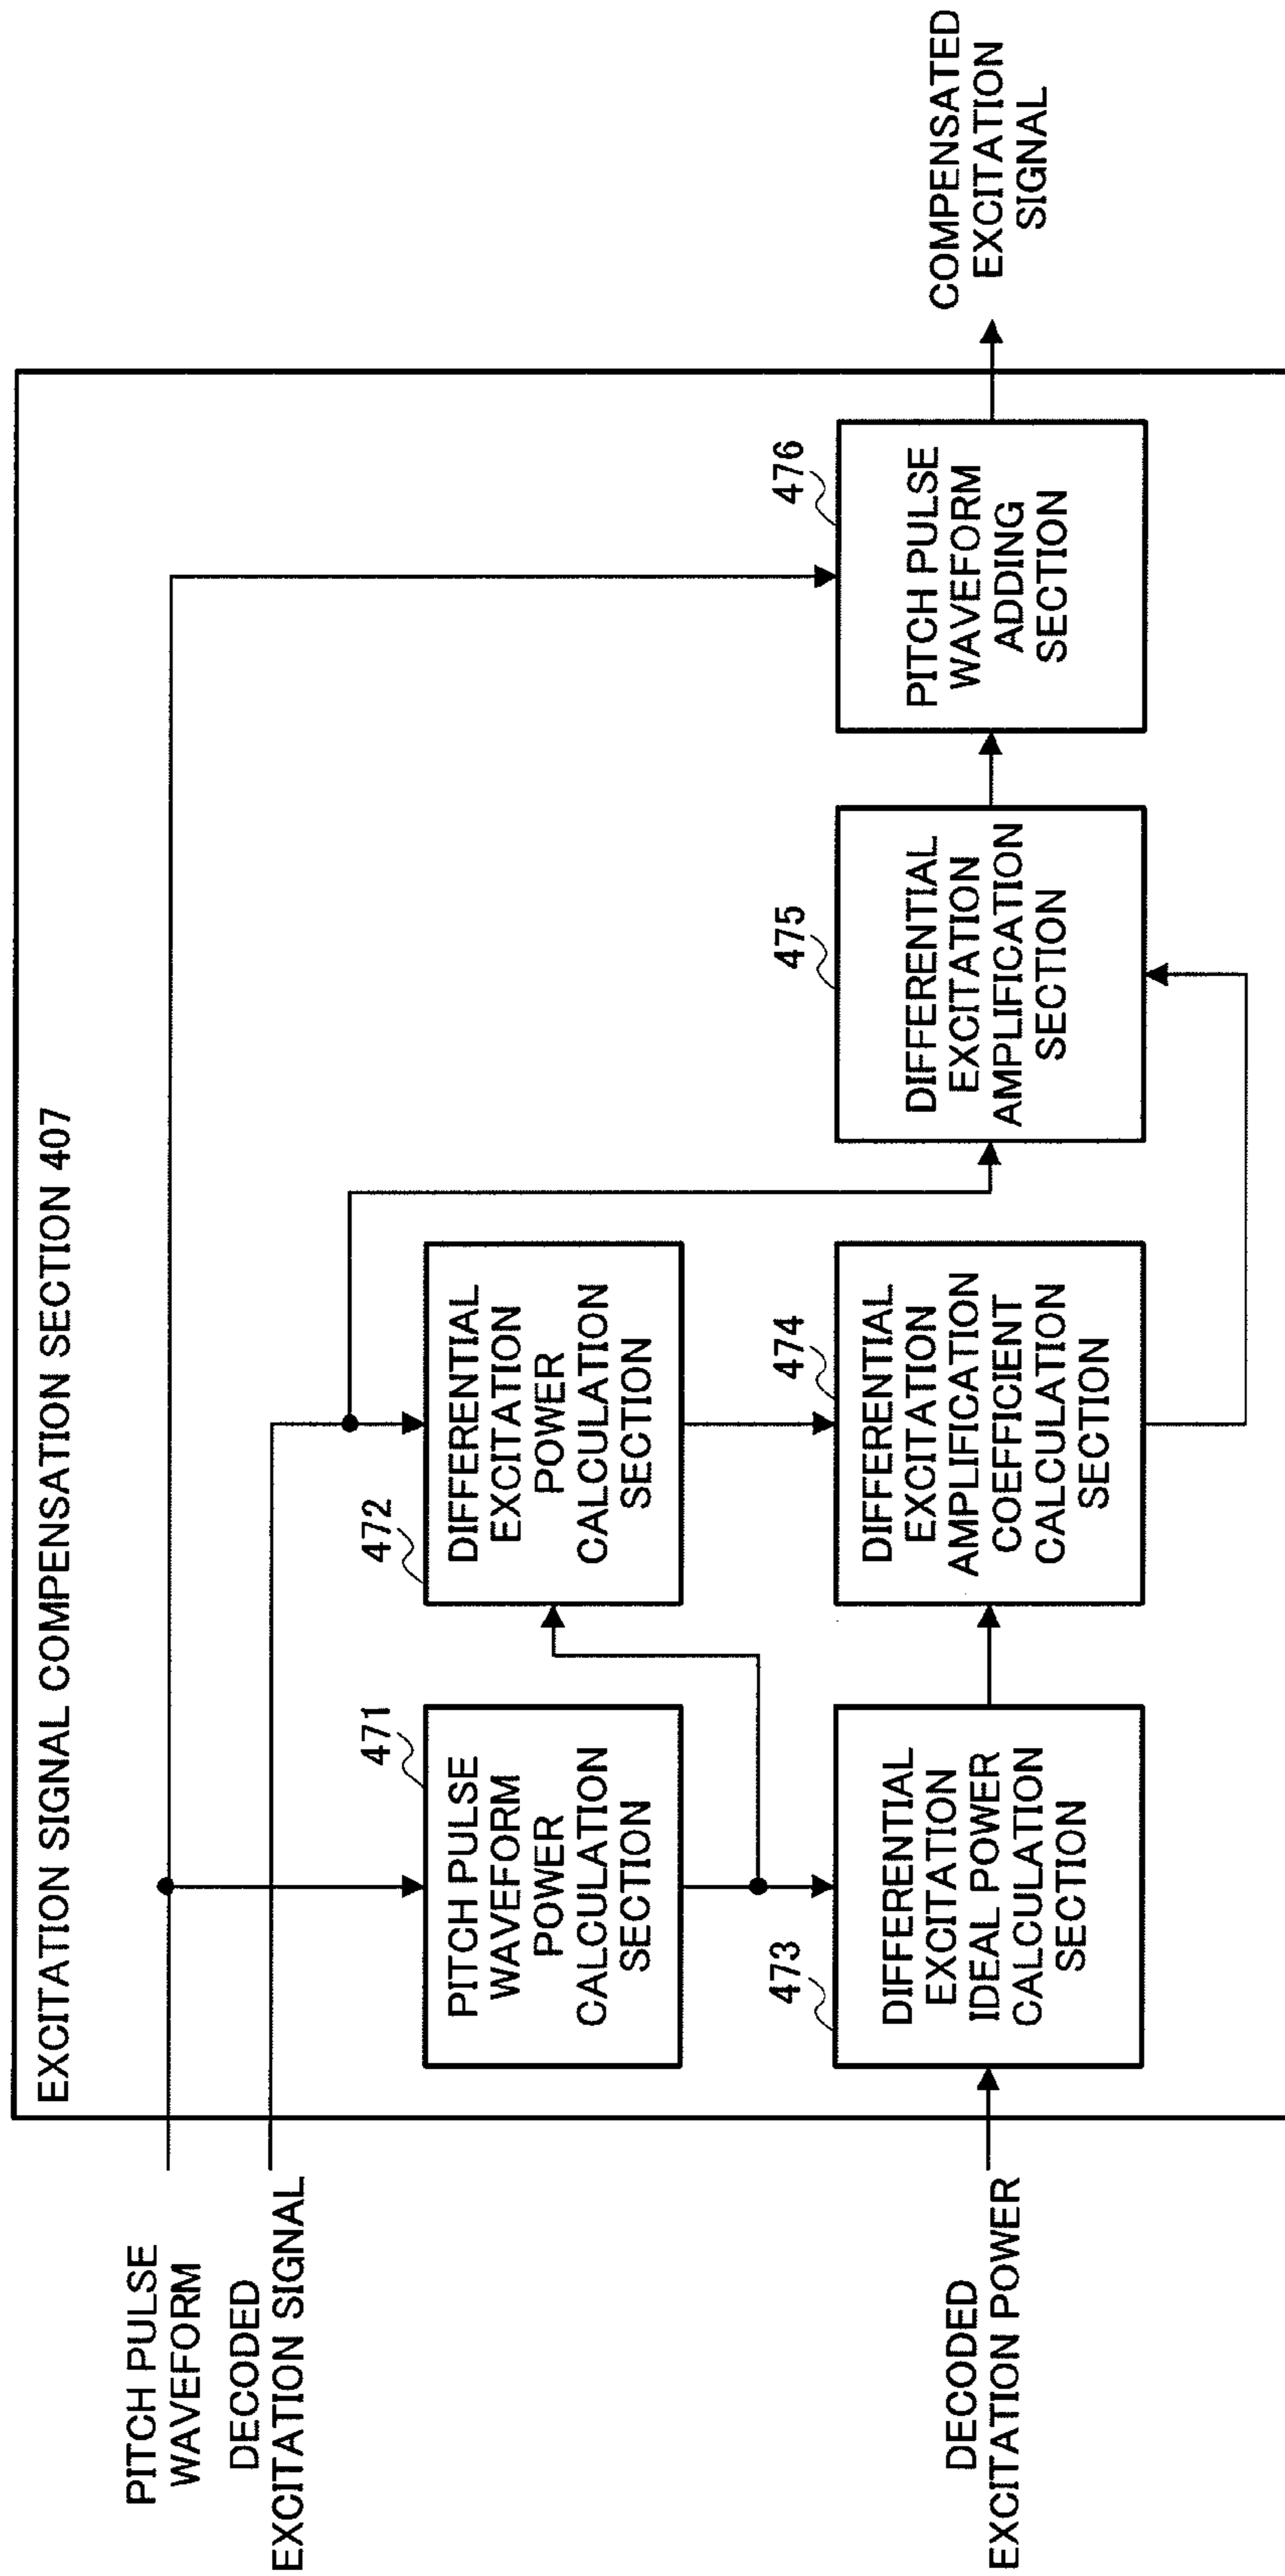 EXCITATION SIGNAL COMPENSATION SECTION 407
PITCH PULSE
WAVEFORM
DECODED
EXCITATION SIGNAL
DECODED
EXCITATION POWER
471
PITCH PULSE
WAVEFORM
POWER
CALCULATION
SECTION
472
DIFFERENTIAL
EXCITATION
POWER
CALCULATION
SECTION
473
DIFFERENTIAL
EXCITATION
IDEAL POWER
CALCULATION
SECTION
474
DIFFERENTIAL
EXCITATION
AMPLIFICATION
COEFFICIENT
CALCULATION
SECTION
475
DIFFERENTIAL
EXCITATION
AMPLIFICATION
SECTION
476
PITCH PULSE
WAVEFORM
ADDING
SECTION
COMPENSATED
EXCITATION
SIGNAL